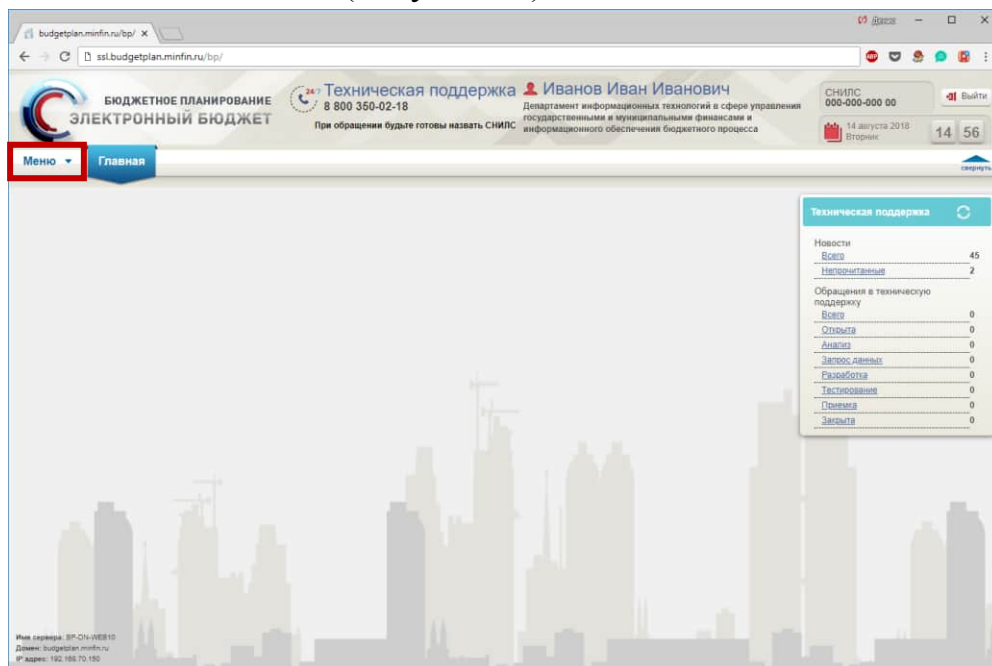 budgetplan.minfin.ru/bp/
ssl.budgetplan.minfin.ru/bp/
БЮДЖЕТНОЕ ПЛАНИРОВАНИЕ
ЭЛЕКТРОННЫЙ БЮДЖЕТ
24/7 Техническая поддержка
8 800 350-02-18
При обращении будьте готовы назвать СНИЛС
Иванов Иван Иванович
Департамент информационных технологий в сфере управления
государственными и муниципальными финансами и
информационного обеспечения бюджетного процесса
СНИЛС
000-000-000 00
Выйти
14 августа 2018
Вторник
14 56
Меню
Главная
свернуть
Техническая поддержка
Новости
Всего 45
Непрочитанные 2
Обращения в техническую
поддержку
Всего 0
Открыта 0
Анализ 0
Запрос данных 0
Разработка 0
Тестирование 0
Приемка 0
Закрыта 0
Имя сервера: BP-ON-WEB10
Домен: budgetplan.minfin.ru
IP адрес: 192.168.70.150